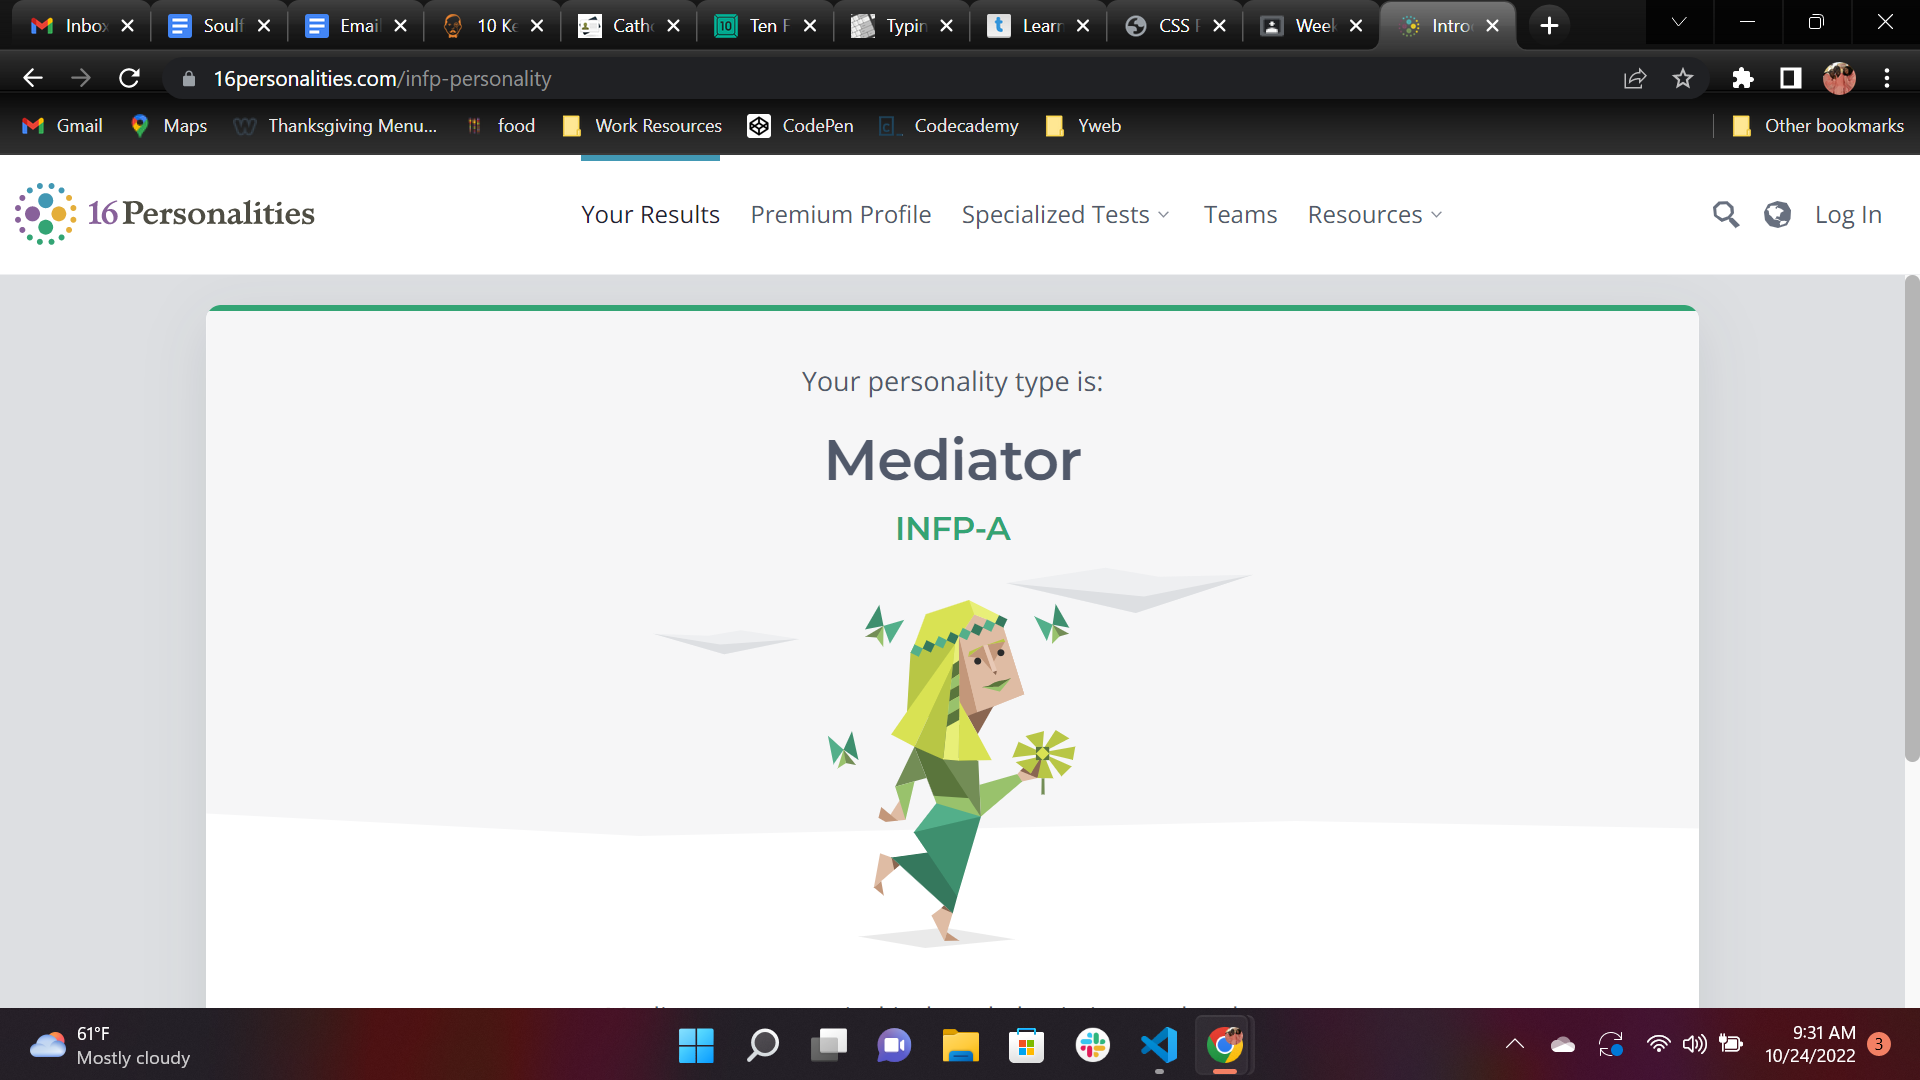 Inbox
Soulf
Email
10 Ke
Catho
Ten F
Typin
Learn
CSS F
Week
Intro
16personalities.com/infp-personality
Gmail
Maps
Thanksgiving Menu...
food
Work Resources
CodePen
Codecademy
Yweb
Other bookmarks
16Personalities
Your Results
Premium Profile
Specialized Tests
Teams
Resources
Log In
Your personality type is:
Mediator
INFP-A
61°F
Mostly cloudy
9:31 AM
10/24/2022
3